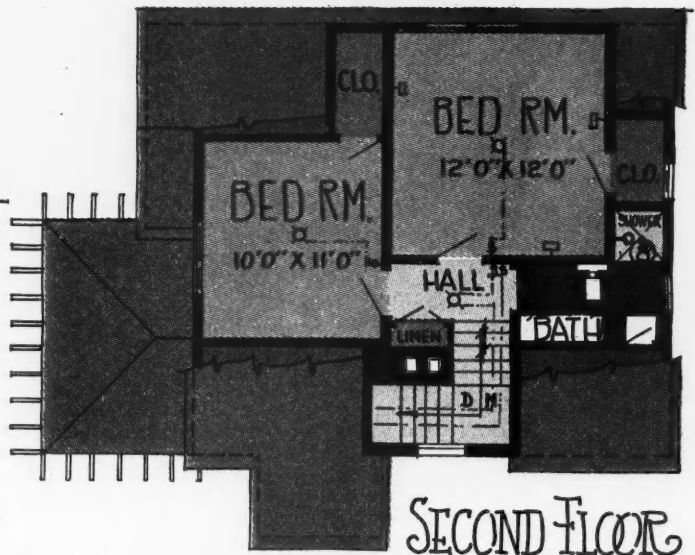 CLO.
BED RM.
12'0" X 12'0"
CLO.
BED RM.
10'0" X 11'0"
SHOWER
HALL
LINEN
BATH
SECOND FLOOR